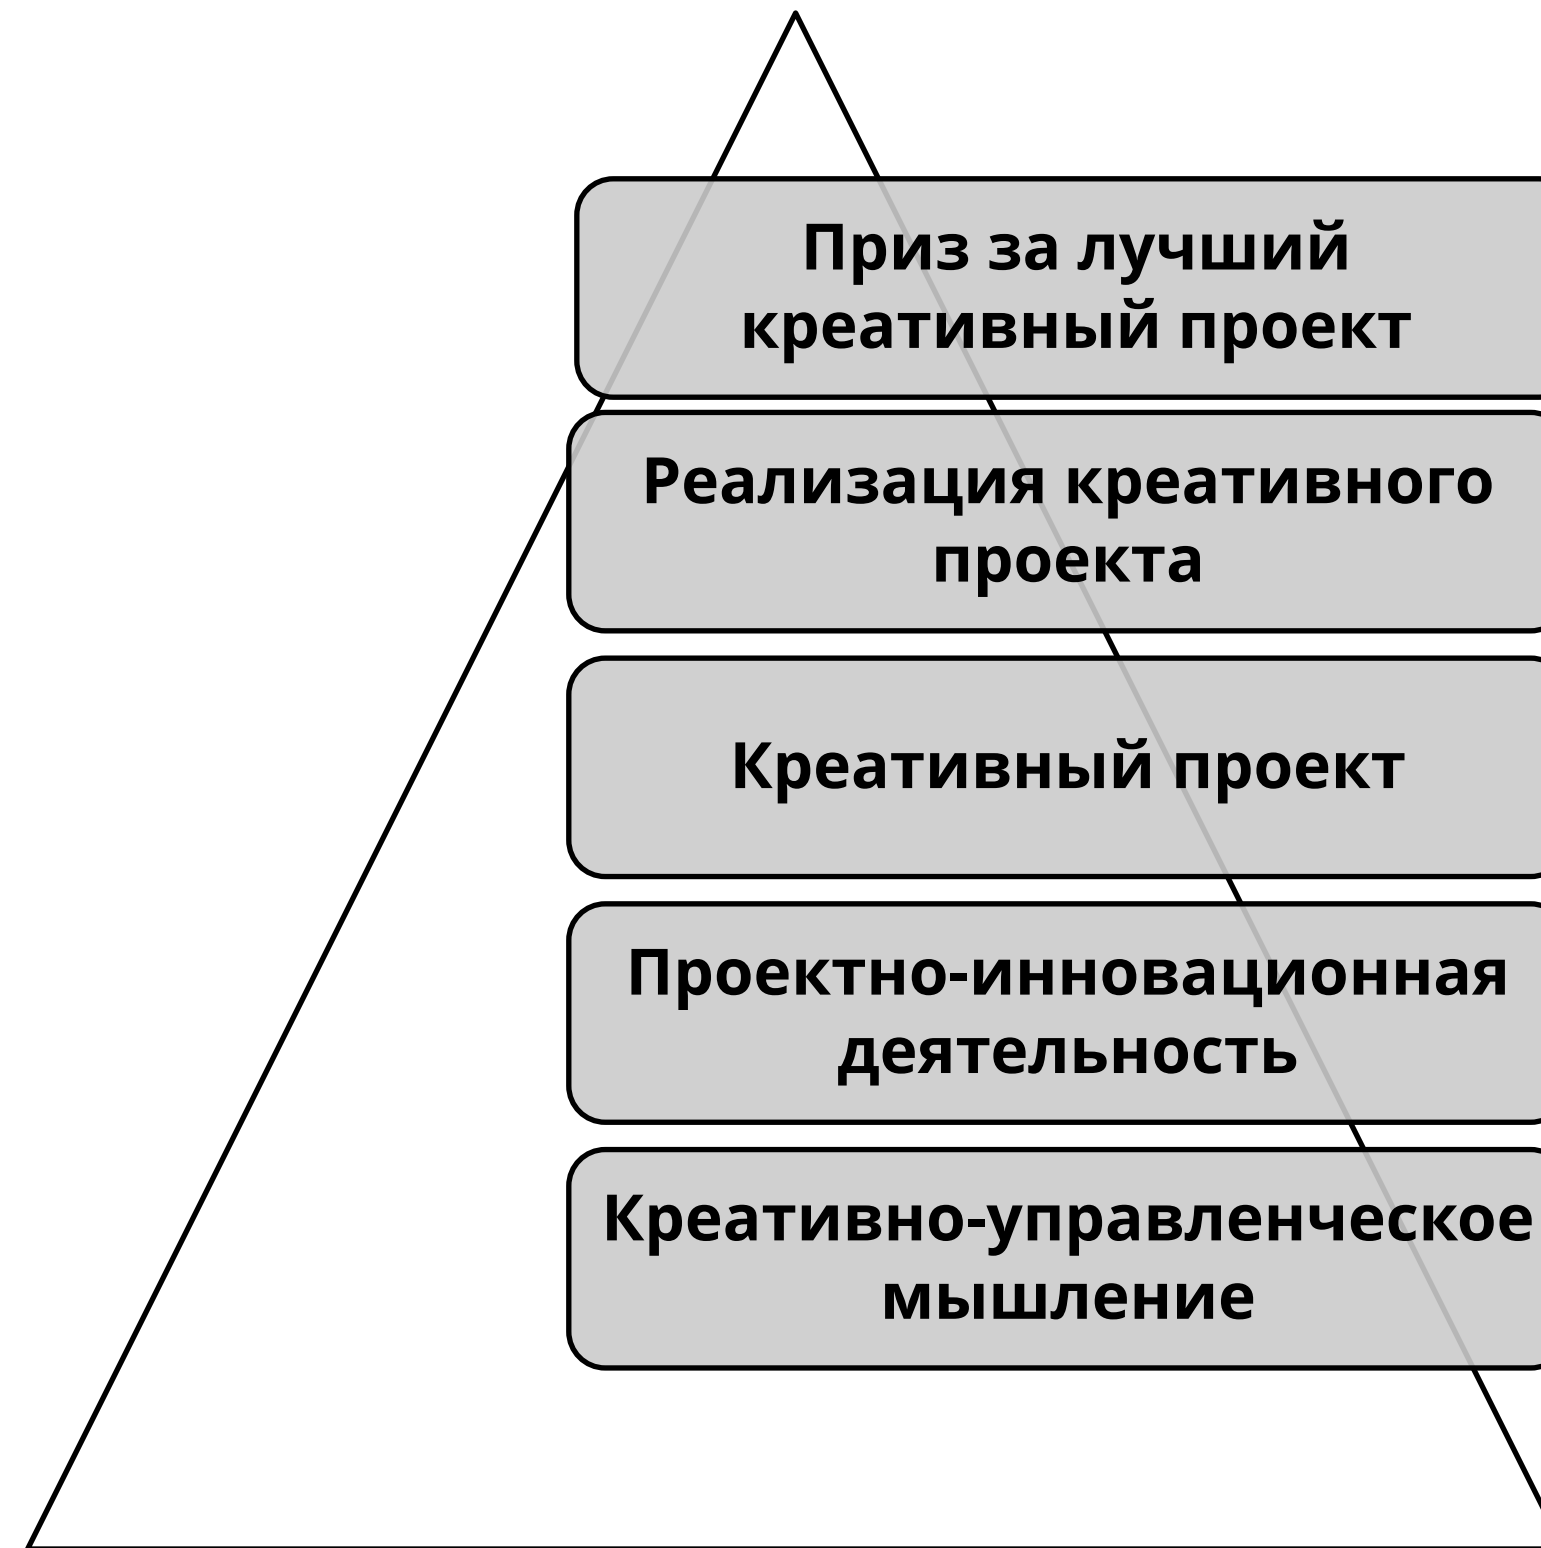 Приз за лучший
креативный проект
Реализация креативного
проекта
Креативный проект
Проектно-инновационная
деятельность
Креативно-управленческое
мышление